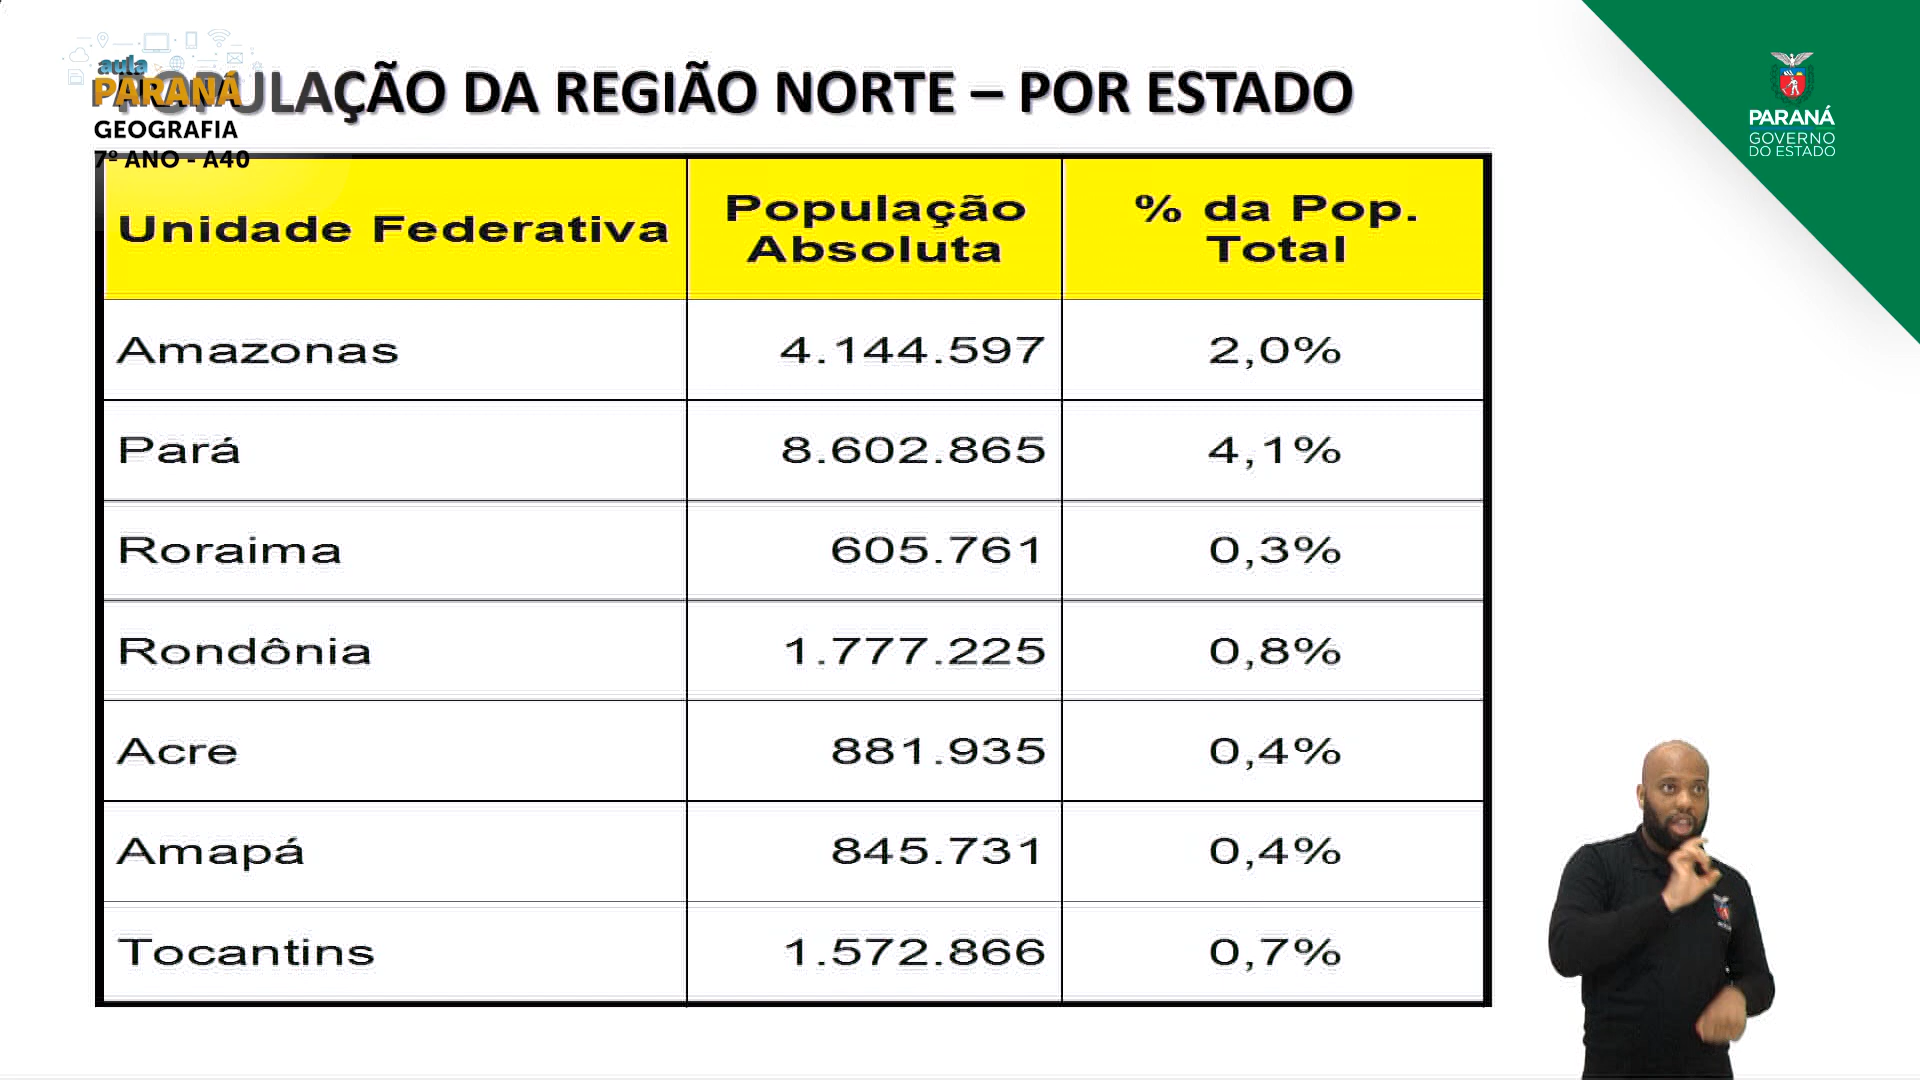 aula
PARANÁ
GEOGRAFIA
7º ANO - A40
POPULAÇÃO DA REGIÃO NORTE – POR ESTADO
PARANÁ
GOVERNO
DO ESTADO
Unidade Federativa População Absoluta % da Pop. Total
Amazonas 4.144.597 2,0%
Pará 8.602.865 4,1%
Roraima 605.761 0,3%
Rondônia 1.777.225 0,8%
Acre 881.935 0,4%
Amapá 845.731 0,4%
Tocantins 1.572.866 0,7%